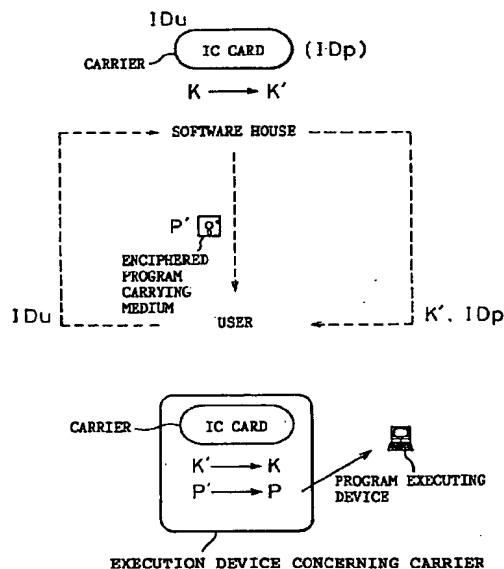 IDu
IC CARD
(IDp)
CARRIER
K → K'
SOFTWARE HOUSE
P'
ENCIPHERED
PROGRAM
CARRYING
MEDIUM
IDu
USER
K', IDp
CARRIER
IC CARD
K' → K
P' → P
PROGRAM EXECUTING
DEVICE
EXECUTION DEVICE CONCERNING CARRIER